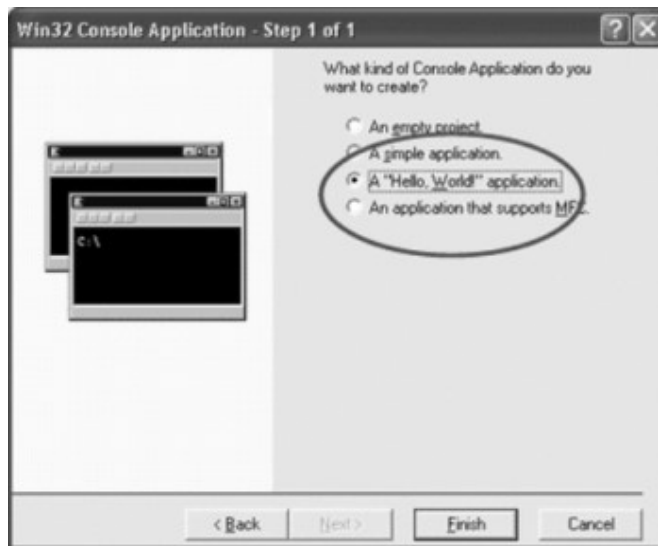 Win32 Console Application - Step 1 of 1
What kind of Console Application do you
want to create?
An empty project.
A simple application.
A "Hello, World!" application.
An application that supports MFC.
C:\
< Back
Next >
Finish
Cancel